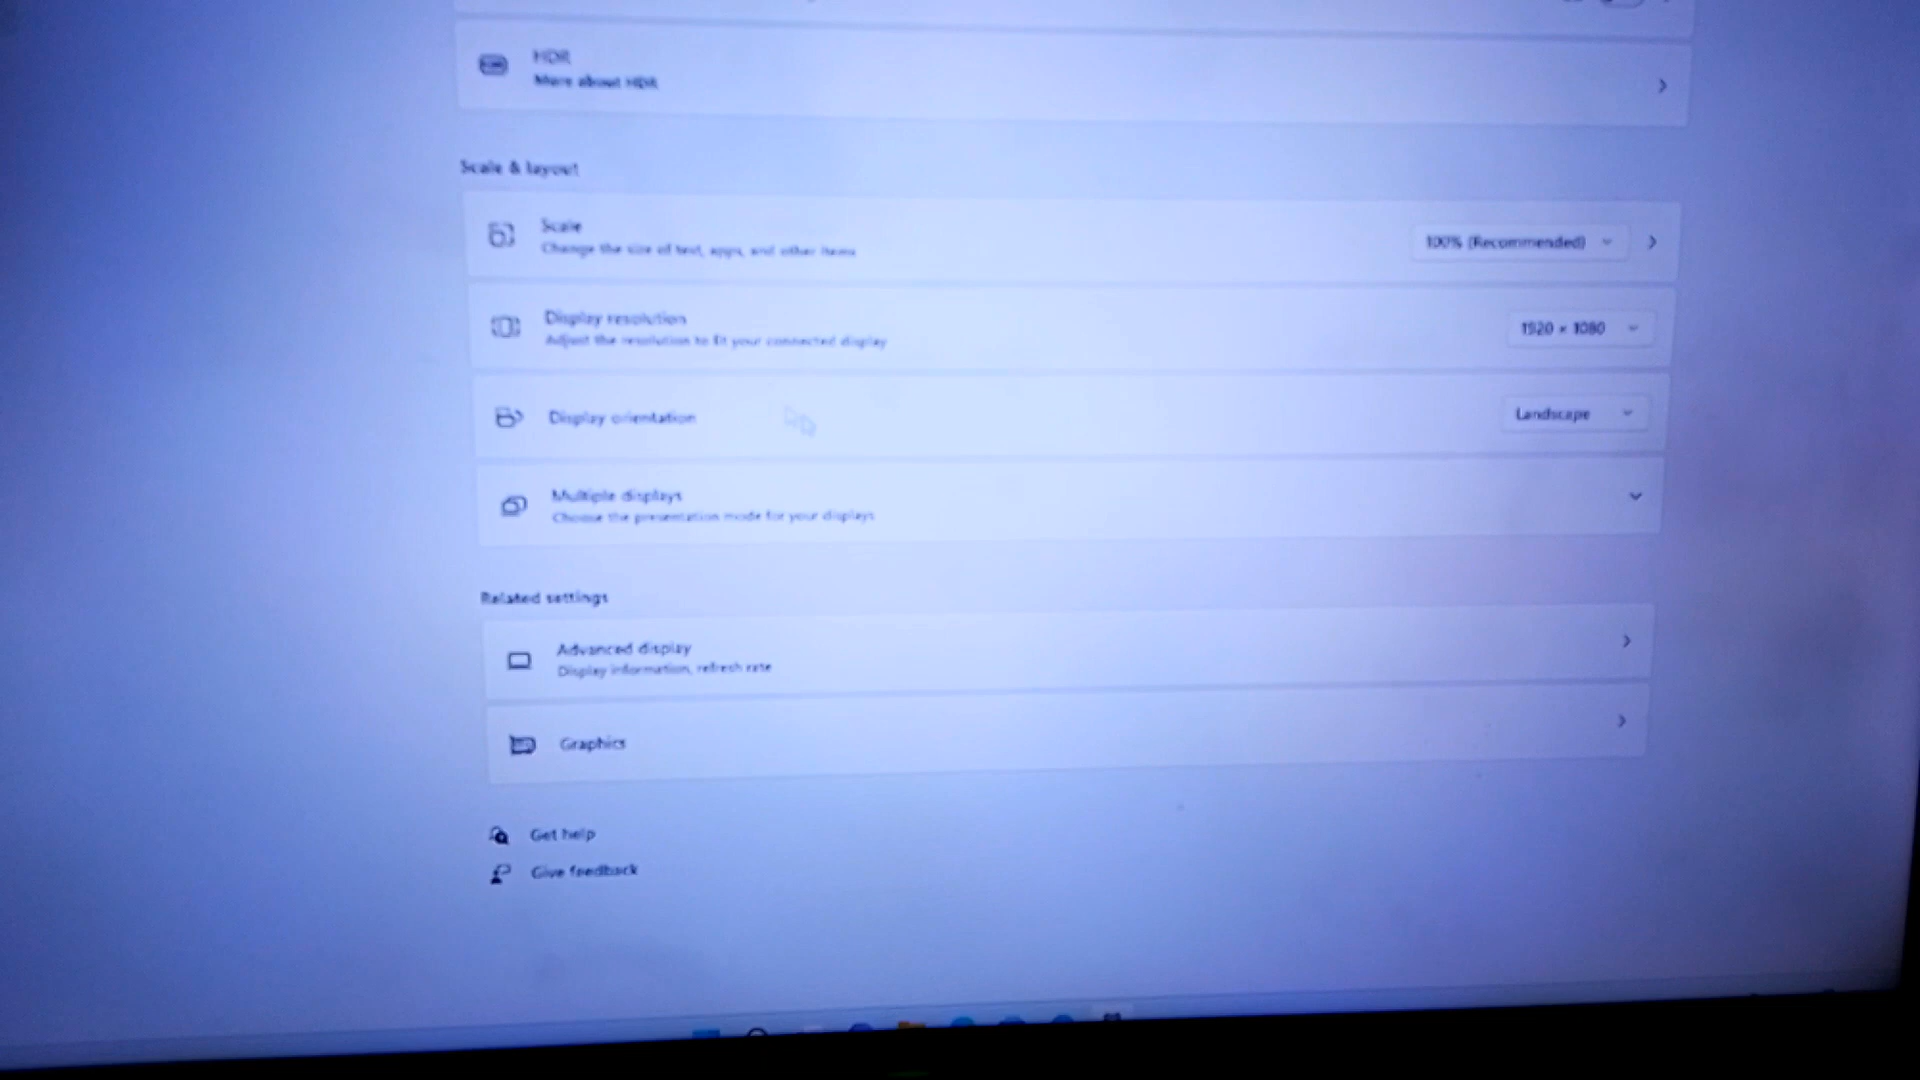 HDR
More about HDR
Scale & layout
Scale
Change the size of text, apps, and other items
100% (Recommended)
Display resolution
Adjust the resolution to fit your connected display
1920 × 1080
Display orientation
Landscape
Multiple displays
Choose the presentation mode for your displays
Related settings
Advanced display
Display information, refresh rate
Graphics
Get help
Give feedback